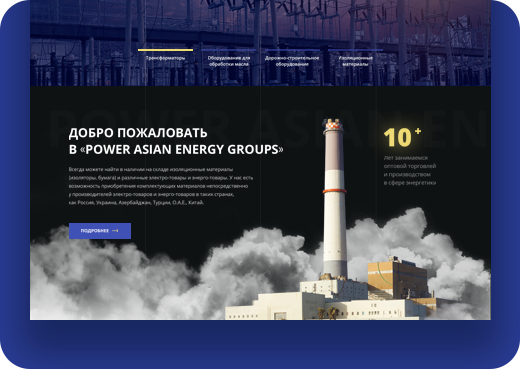 Трансформаторы
Оборудование для
обработки масла
Дорожно-строительное
оборудование
Изоляционные
материалы
ДОБРО ПОЖАЛОВАТЬ
В «POWER ASIAN ENERGY GROUPS»
Всегда можете найти в наличии на складе изоляционные материалы
(изоляторы, бумага) и различные электро-товары и энерго-товары. У нас есть
возможность приобретения комплектующих материалов непосредственно
у производителей электро-товаров и энерго-товаров в таких странах,
как Россия, Украина, Азербайджан, Турция, О.А.Е, Китай.
ПОДРОБНЕЕ
10+
Лет занимаемся
оптовой торговлей
и производством
в сфере энергетики